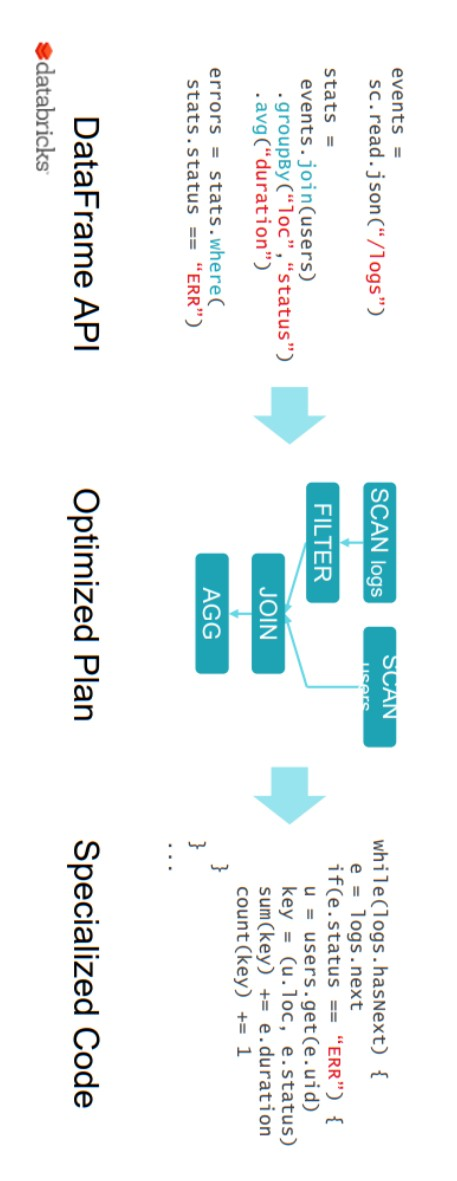 events =
sc.read.json(“/logs”)
stats =
events.join(users)
.groupBy(“loc”,“status”)
.avg(“duration”)
errors = stats.where(
stats.status == “ERR”)
DataFrame API
SCAN logs
SCAN
users
FILTER
JOIN
AGG
Optimized Plan
while(logs.hasNext) {
e = logs.next
if(e.status == “ERR”) {
u = users.get(e.uid)
key = (u.loc, e.status)
sum(key) += e.duration
count(key) += 1
}
}
...
Specialized Code
databricks